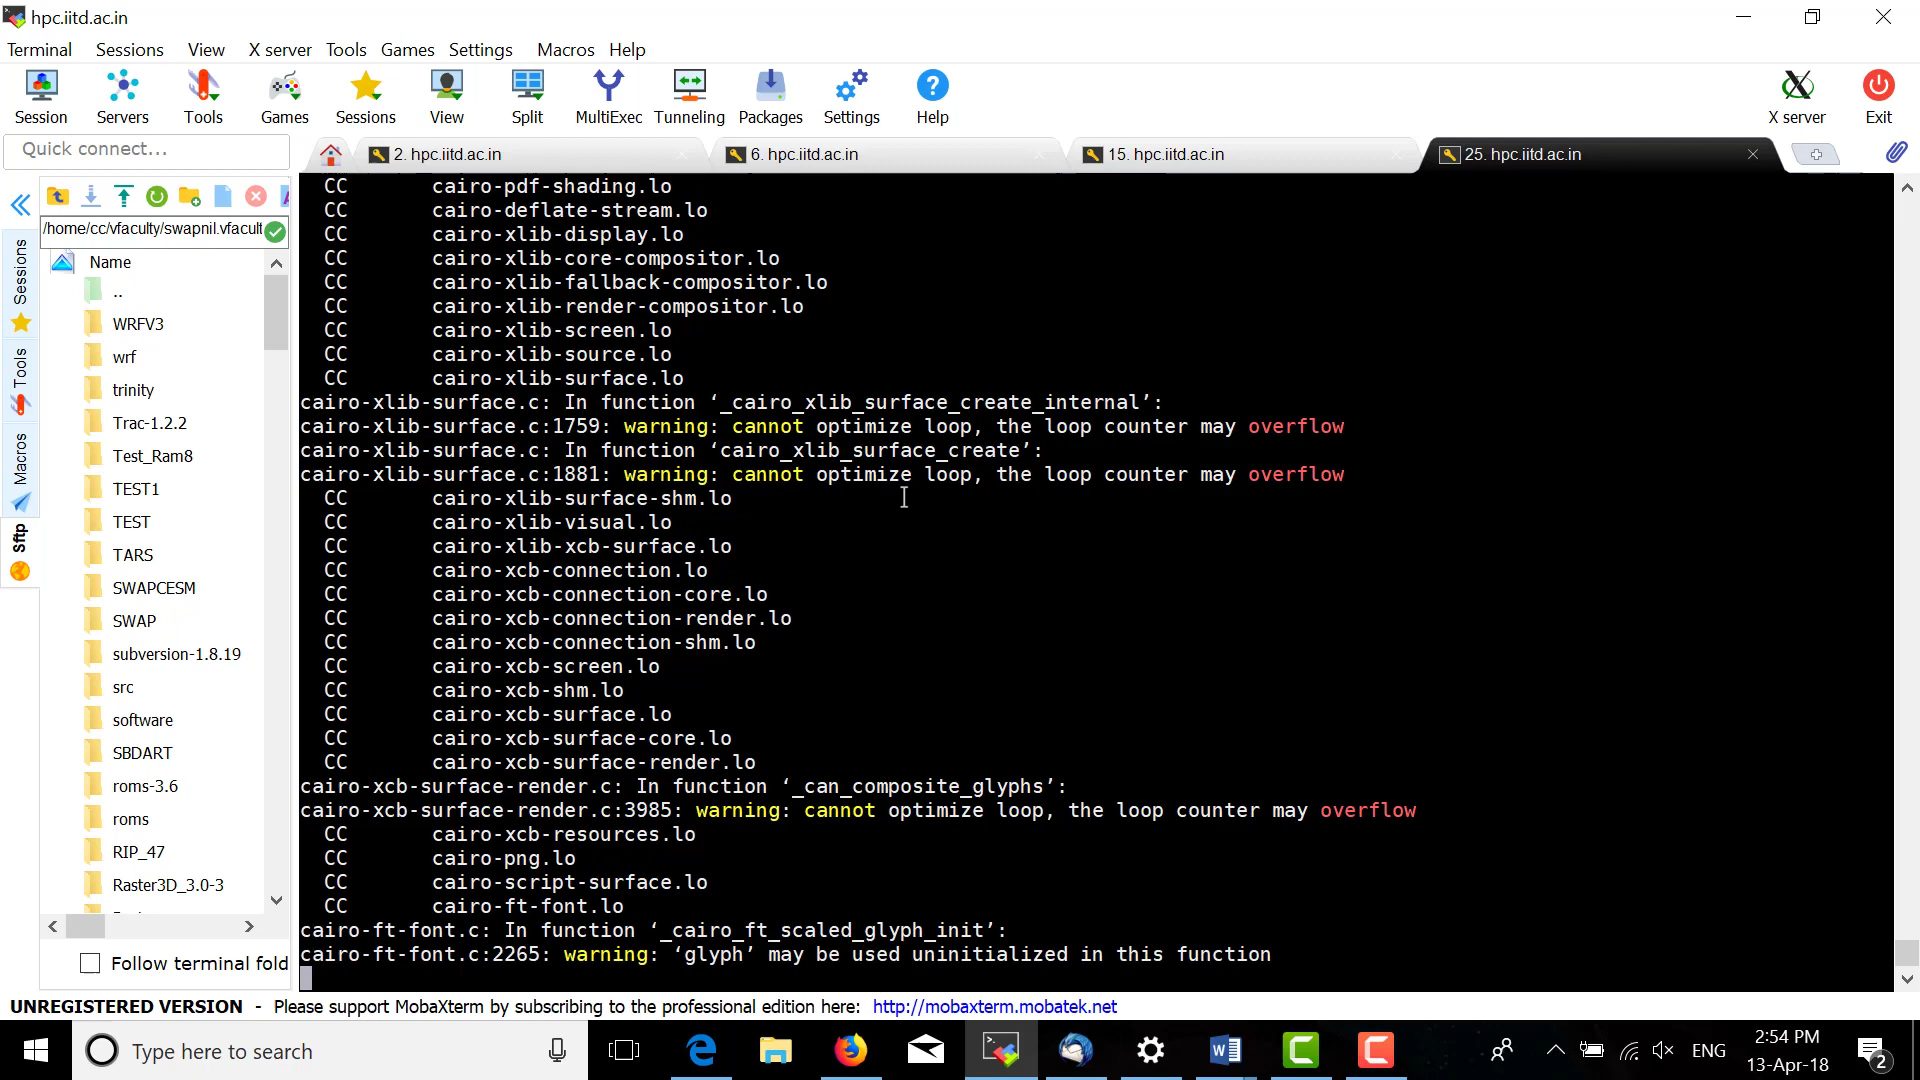 hpc.iitd.ac.in
Terminal Sessions View X server Tools Games Settings Macros Help
Session Servers Tools Games Sessions View Split MultiExec Tunneling Packages Settings Help X server Exit
Quick connect...
2. hpc.iitd.ac.in
6. hpc.iitd.ac.in
15. hpc.iitd.ac.in
25. hpc.iitd.ac.in
/home/cc/vfaculty/swapnil.vfacult
Name
..
WRFV3
wrf
trinity
Trac-1.2.2
Test_Ram8
TEST1
TEST
TARS
SWAPCESM
SWAP
subversion-1.8.19
src
software
SBDART
roms-3.6
roms
RIP_47
Raster3D_3.0-3
Follow terminal fold
Sessions
Tools
Macros
Sftp
CC cairo-pdf-shading.lo
CC cairo-deflate-stream.lo
CC cairo-xlib-display.lo
CC cairo-xlib-core-compositor.lo
CC cairo-xlib-fallback-compositor.lo
CC cairo-xlib-render-compositor.lo
CC cairo-xlib-screen.lo
CC cairo-xlib-source.lo
CC cairo-xlib-surface.lo
cairo-xlib-surface.c: In function ‘_cairo_xlib_surface_create_internal’:
cairo-xlib-surface.c:1759: warning: cannot optimize loop, the loop counter may overflow
cairo-xlib-surface.c: In function ‘cairo_xlib_surface_create’:
cairo-xlib-surface.c:1881: warning: cannot optimize loop, the loop counter may overflow
CC cairo-xlib-surface-shm.lo
CC cairo-xlib-visual.lo
CC cairo-xlib-xcb-surface.lo
CC cairo-xcb-connection.lo
CC cairo-xcb-connection-core.lo
CC cairo-xcb-connection-render.lo
CC cairo-xcb-connection-shm.lo
CC cairo-xcb-screen.lo
CC cairo-xcb-shm.lo
CC cairo-xcb-surface.lo
CC cairo-xcb-surface-core.lo
CC cairo-xcb-surface-render.lo
cairo-xcb-surface-render.c: In function ‘_can_composite_glyphs’:
cairo-xcb-surface-render.c:3985: warning: cannot optimize loop, the loop counter may overflow
CC cairo-xcb-resources.lo
CC cairo-png.lo
CC cairo-script-surface.lo
CC cairo-ft-font.lo
cairo-ft-font.c: In function ‘_cairo_ft_scaled_glyph_init’:
cairo-ft-font.c:2265: warning: ‘glyph’ may be used uninitialized in this function
UNREGISTERED VERSION - Please support MobaXterm by subscribing to the professional edition here: http://mobaxterm.mobatek.net
Type here to search
ENG
2:54 PM
13-Apr-18
2